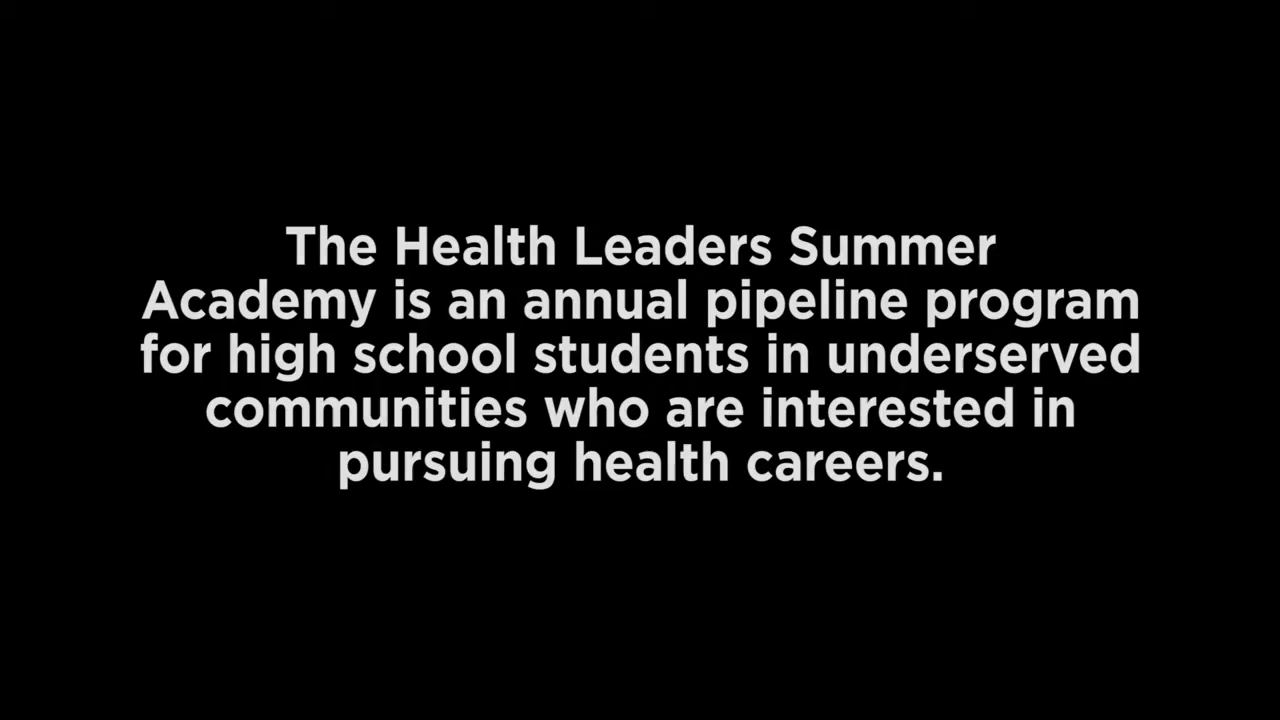 The Health Leaders Summer
Academy is an annual pipeline program
for high school students in underserved
communities who are interested in
pursuing health careers.